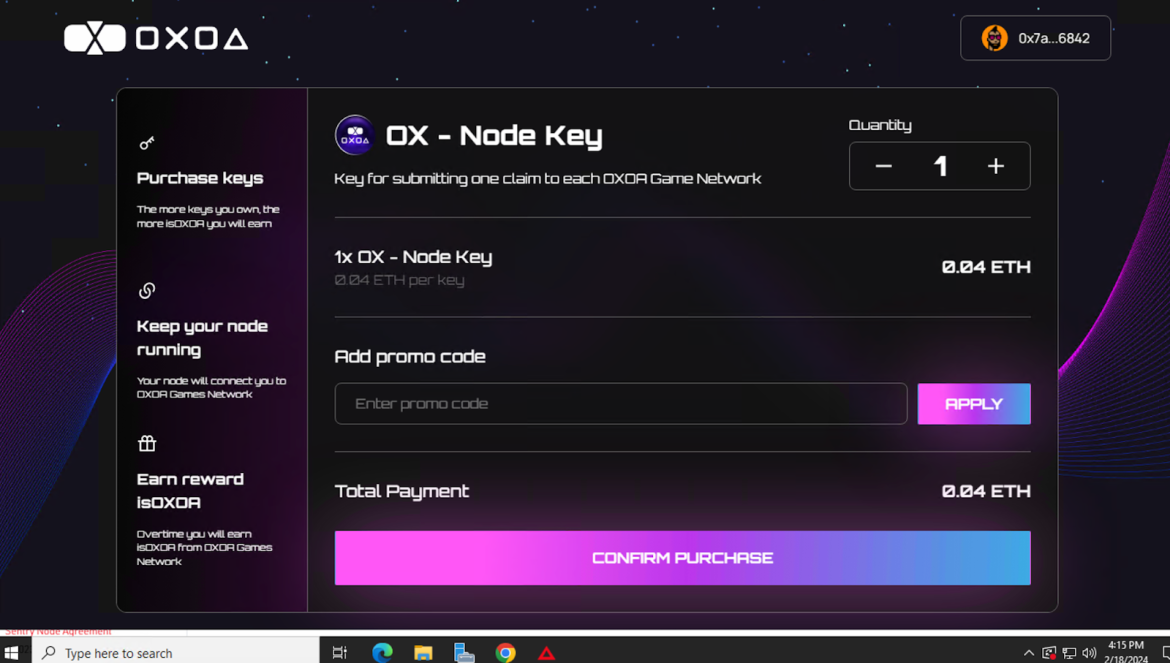 OXOA
0x7a...6842
Purchase keys
The more keys you own, the
more isOXOA you will earn
Keep your node
running
Your node will connect you to
OXOA Games Network
Earn reward
isOXOA
Overtime you will earn
isOXOA from OXOA Games
Network
OXOA
OX - Node Key
Key for submitting one claim to each OXOA Game Network
Quantity
− 1 +
1x OX - Node Key
0.04 ETH per key
0.04 ETH
Add promo code
Enter promo code
APPLY
Total Payment
0.04 ETH
CONFIRM PURCHASE
Sentry Node Agreement
Type here to search
4:15 PM
2/18/2024